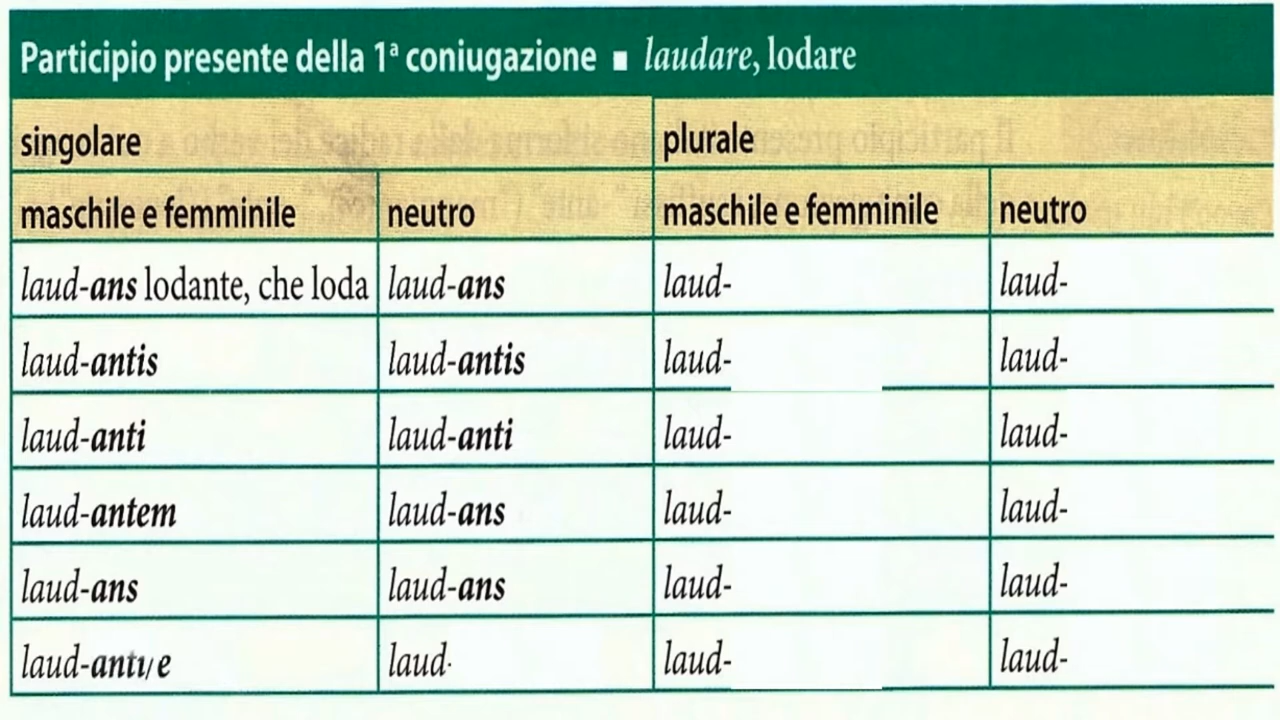 Participio presente della 1ª coniugazione ■ laudare, lodare
singolare plurale
maschile e femminile neutro maschile e femminile neutro
laud-ans lodante, che loda laud-ans laud- laud-
laud-antis laud-antis laud- laud-
laud-anti laud-anti laud- laud-
laud-antem laud-ans laud- laud-
laud-ans laud-ans laud- laud-
laud-anti/e laud- laud- laud-